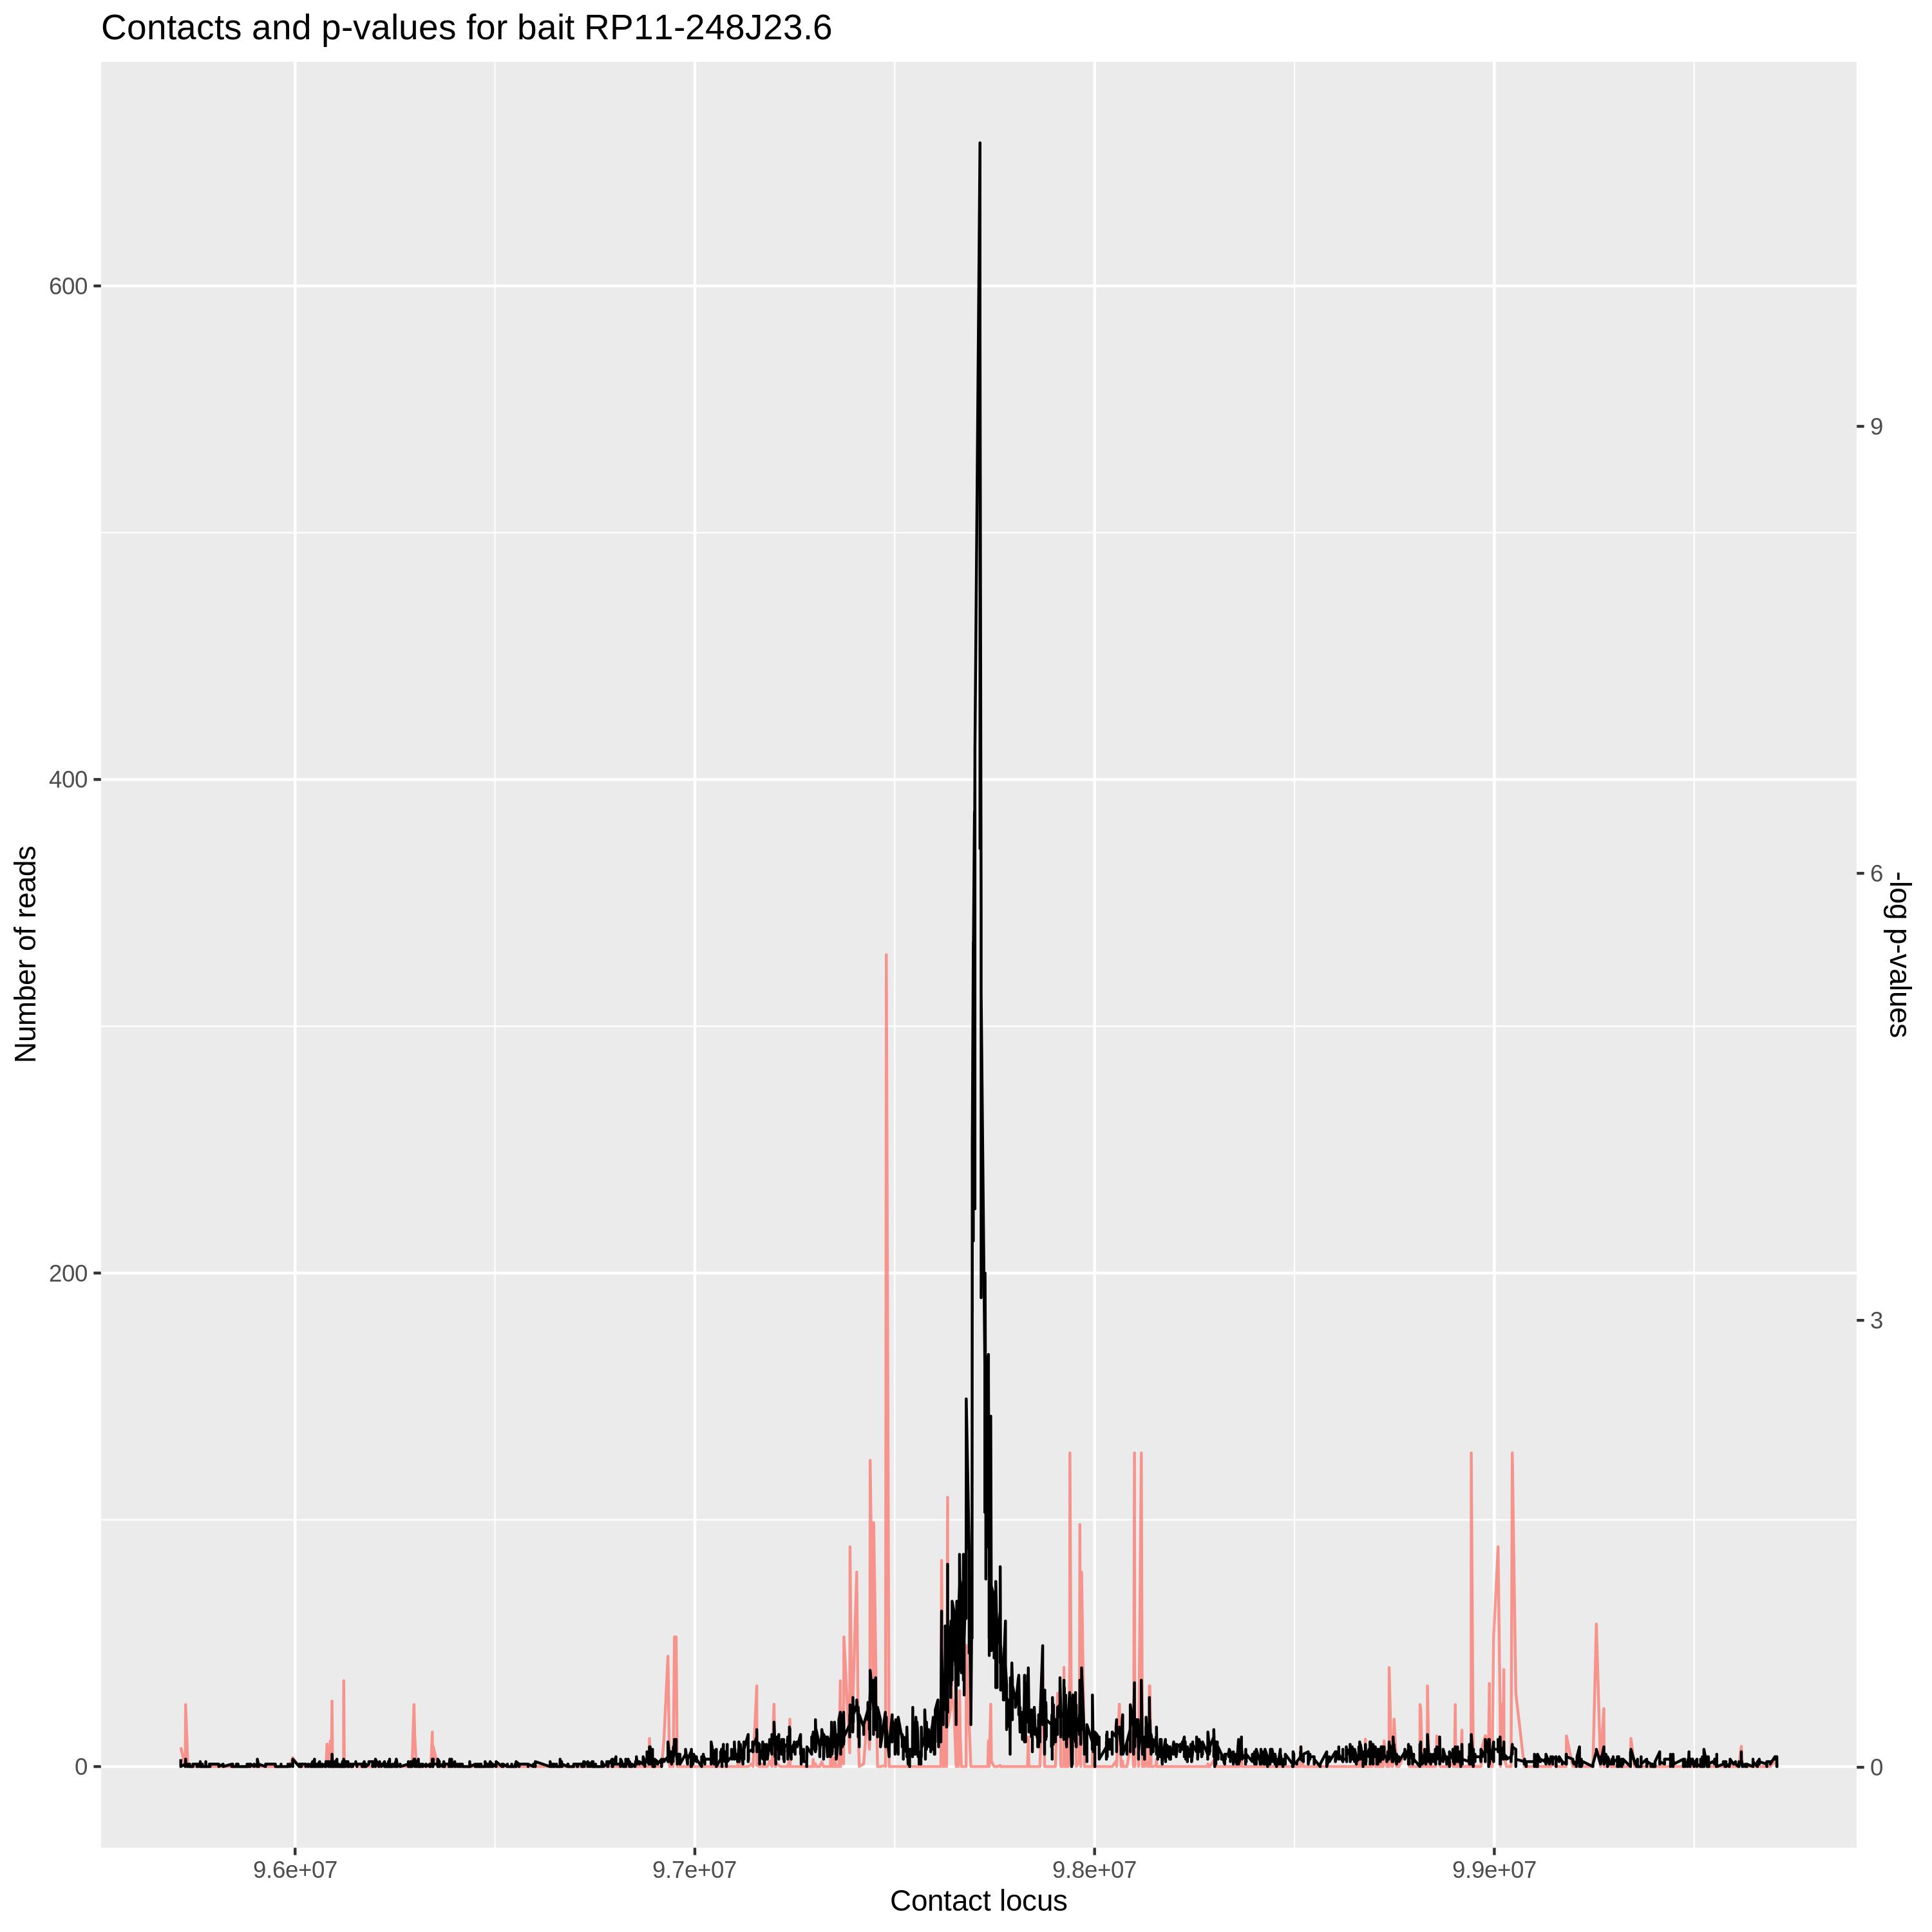 Contacts and p-values for bait RP11-248J23.6
600
400
200
0
Number of reads
9
6
3
0
-log p-values
9.6e+07
9.7e+07
9.8e+07
9.9e+07
Contact locus